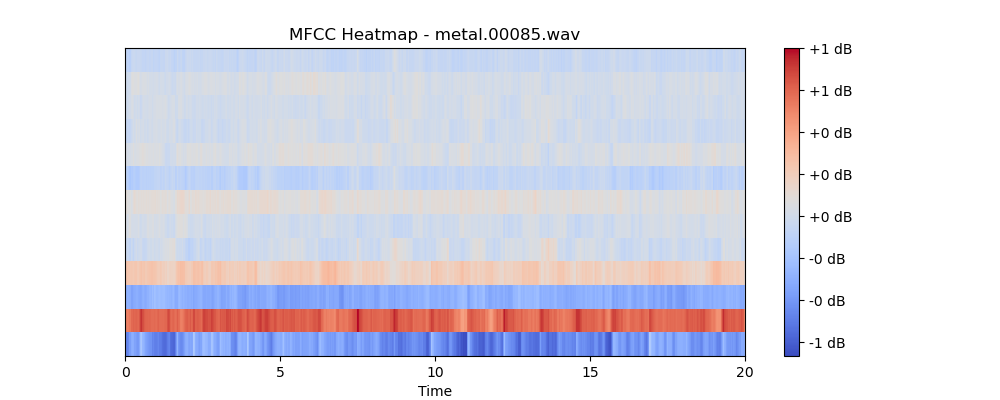 MFCC Heatmap - metal.00085.wav
+1 dB
+1 dB
+0 dB
+0 dB
+0 dB
-0 dB
-0 dB
-1 dB
0 5 10 15 20
Time